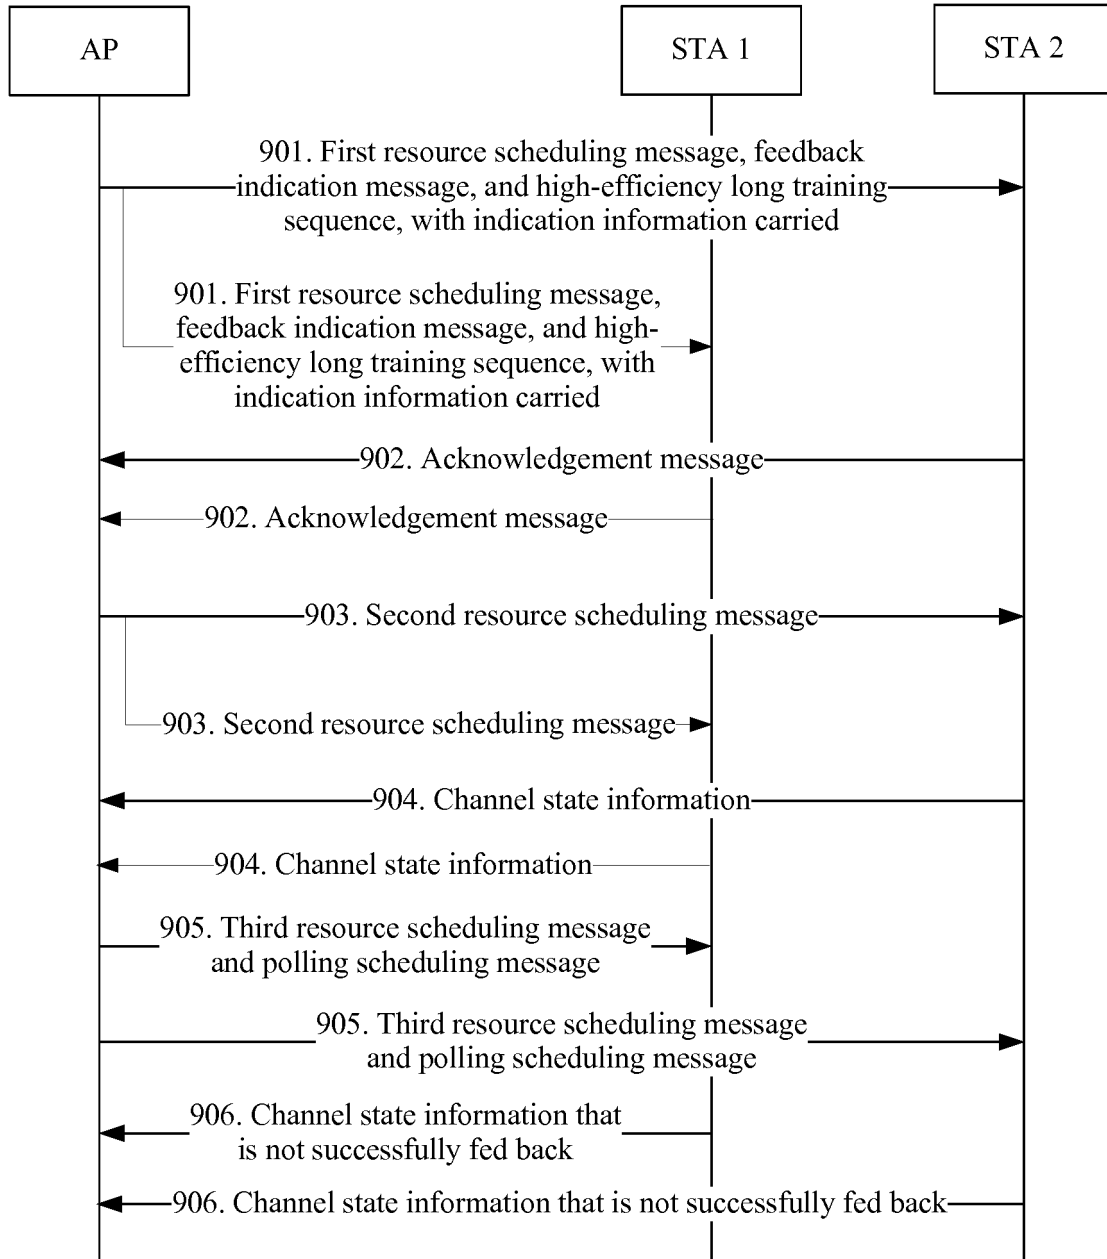 AP
STA 1
STA 2
901. First resource scheduling message, feedback
indication message, and high-efficiency long training
sequence, with indication information carried
901. First resource scheduling message,
feedback indication message, and high-
efficiency long training sequence, with
indication information carried
902. Acknowledgement message
902. Acknowledgement message
903. Second resource scheduling message
903. Second resource scheduling message
904. Channel state information
904. Channel state information
905. Third resource scheduling message
and polling scheduling message
905. Third resource scheduling message
and polling scheduling message
906. Channel state information that
is not successfully fed back
906. Channel state information that is not successfully fed back